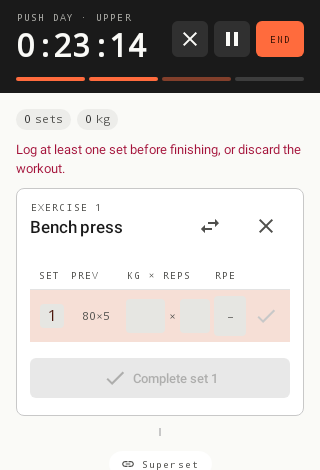 PUSH DAY · UPPER
0:23:14
END
0 sets
0 kg
Log at least one set before finishing, or discard the
workout.
EXERCISE 1
Bench press
SET PREV KG × REPS RPE
1 80×5 × –
Complete set 1
Superset